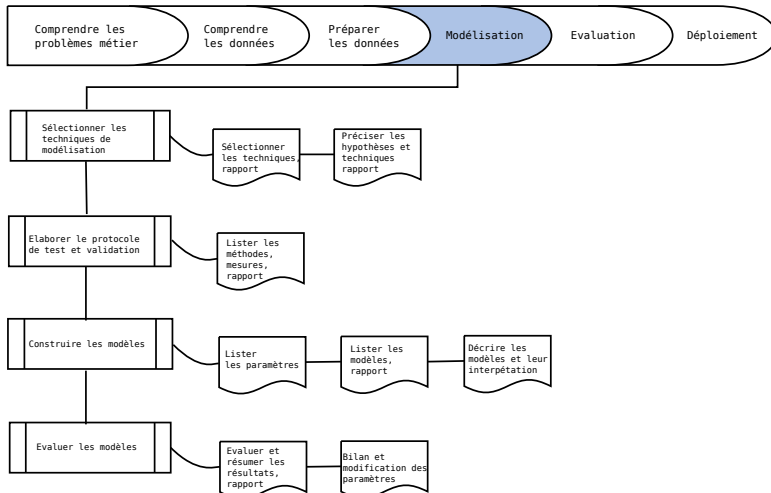 Comprendre les
problèmes métier
Comprendre
les données
Préparer
les données
Modélisation
Evaluation
Déploiement
Sélectionner les
techniques de
modélisation
Sélectionner
les techniques,
rapport
Préciser les
hypothèses et
techniques
rapport
Elaborer le protocole
de test et validation
Lister les
méthodes,
mesures,
rapport
Construire les modèles
Lister
les paramètres
Lister les
modèles,
rapport
Décrire les
modèles et leur
interpétation
Evaluer les modèles
Evaluer et
résumer les
résultats,
rapport
Bilan et
modification des
paramètres